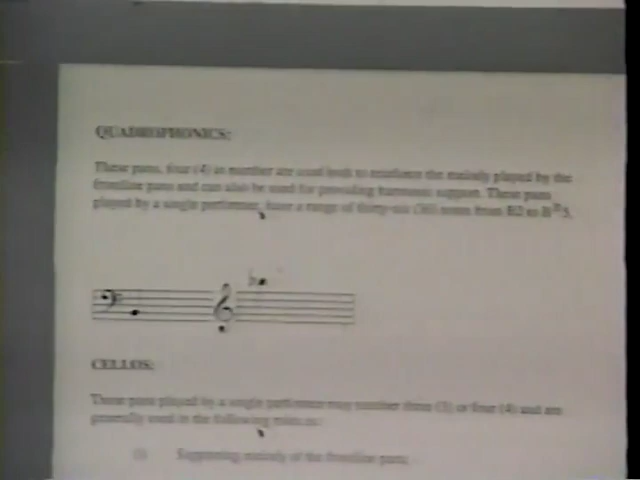 QUADROPHONICS:
These pans, four (4) in number are used both to reinforce the melody played by the
frontline pans and can also be used for providing harmonic support. These pans
played by a single performer, have a range of thirty-six (36) notes from B2 to B♭5.
CELLOS:
These pans played by a single performer may number three (3) or four (4) and are
generally used in the following roles,
(i) Supporting melody of the frontline pans;